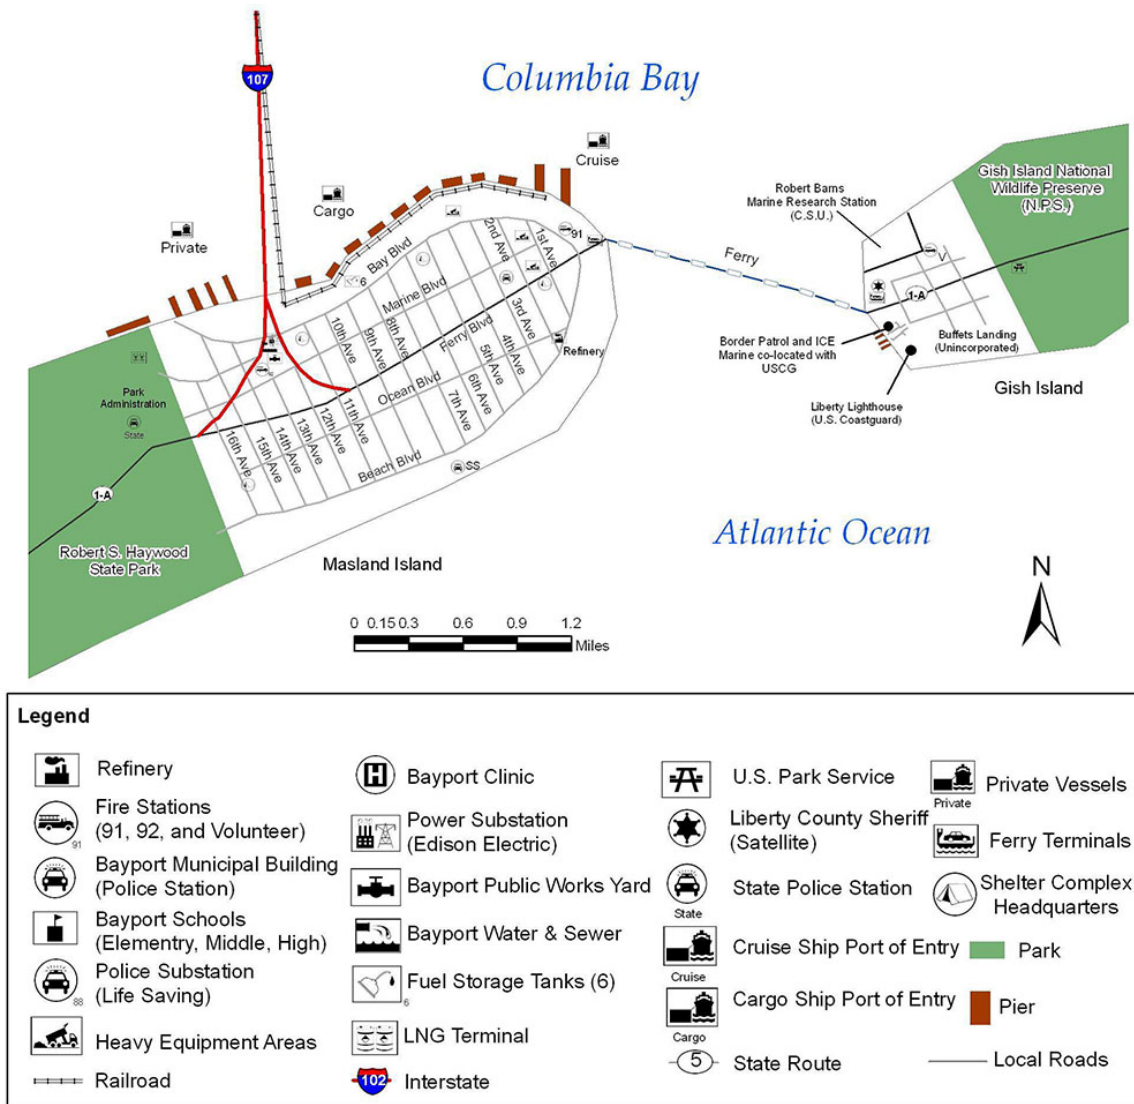 107
Columbia Bay
Cruise
Cargo
Private
Gish Island National
Wildlife Preserve
(N.P.S.)
Robert Barns
Marine Research Station
(C.S.U.)
91
2nd Ave
1st Ave
Bay Blvd
6
Ferry
V
Marine Blvd
3rd Ave
1-A
10th Ave
9th Ave
8th Ave
Ferry Blvd
4th Ave
5th Ave
Refinery
Border Patrol and ICE
Marine co-located with
USCG
Buffets Landing
(Unincorporated)
Gish Island
Park
Administration
State
Ocean Blvd
6th Ave
7th Ave
11th Ave
12th Ave
13th Ave
14th Ave
15th Ave
16th Ave
Liberty Lighthouse
(U.S. Coastguard)
Beach Blvd
SS
1-A
Atlantic Ocean
Robert S. Haywood
State Park
Masland Island
N
0 0.15 0.3 0.6 0.9 1.2
Miles
Legend
Refinery
Fire Stations
(91, 92, and Volunteer)
91
Bayport Municipal Building
(Police Station)
Bayport Schools
(Elementry, Middle, High)
Police Substation
(Life Saving)
88
Heavy Equipment Areas
Railroad
H
Bayport Clinic
Power Substation
(Edison Electric)
Bayport Public Works Yard
Bayport Water & Sewer
Fuel Storage Tanks (6)
6
LNG Terminal
102
Interstate
U.S. Park Service
Liberty County Sheriff
(Satellite)
State Police Station
State
Cruise Ship Port of Entry
Cruise
Cargo Ship Port of Entry
Cargo
5
State Route
Private Vessels
Private
Ferry Terminals
Shelter Complex
Headquarters
Park
Pier
Local Roads